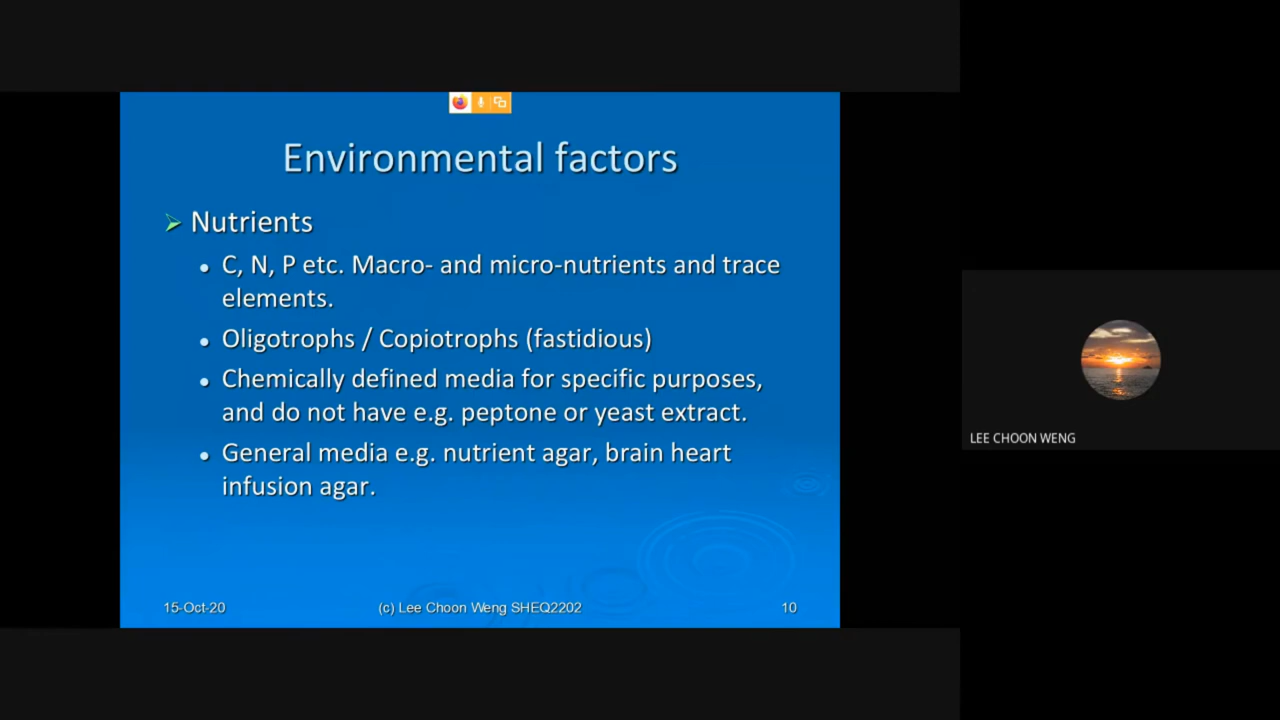 Environmental factors
Nutrients
C, N, P etc. Macro- and micro-nutrients and trace
elements.
Oligotrophs / Copiotrophs (fastidious)
Chemically defined media for specific purposes,
and do not have e.g. peptone or yeast extract.
General media e.g. nutrient agar, brain heart
infusion agar.
15-Oct-20 (c) Lee Choon Weng SHEQ2202 10
LEE CHOON WENG